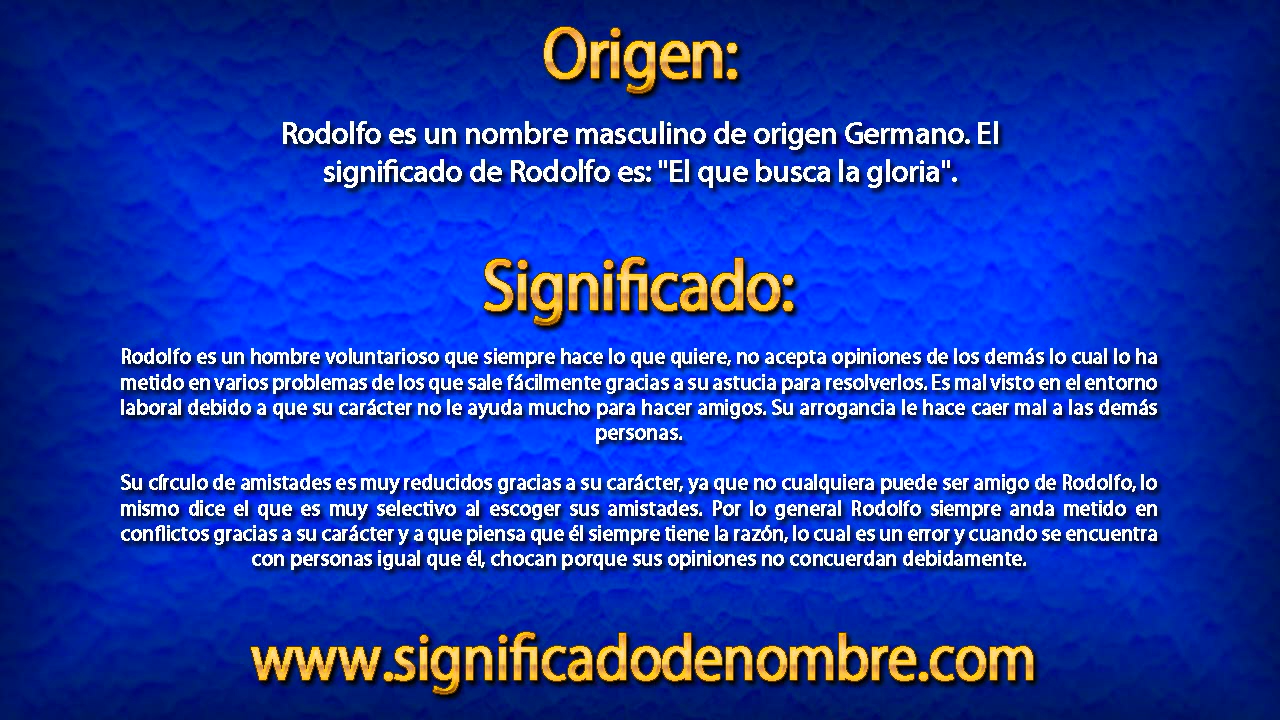 Origen:
Rodolfo es un nombre masculino de origen Germano. El
significado de Rodolfo es: "El que busca la gloria".
Significado:
Rodolfo es un hombre voluntarioso que siempre hace lo que quiere, no acepta opiniones de los demás lo cual lo ha
metido en varios problemas de los que sale fácilmente gracias a su astucia para resolverlos. Es mal visto en el entorno
laboral debido a que su carácter no le ayuda mucho para hacer amigos. Su arrogancia le hace caer mal a las demás
personas.
Su círculo de amistades es muy reducidos gracias a su carácter, ya que no cualquiera puede ser amigo de Rodolfo, lo
mismo dice el que es muy selectivo al escoger sus amistades. Por lo general Rodolfo siempre anda metido en
conflictos gracias a su carácter y a que piensa que él siempre tiene la razón, lo cual es un error y cuando se encuentra
con personas igual que él, chocan porque sus opiniones no concuerdan debidamente.
www.significadodenombre.com